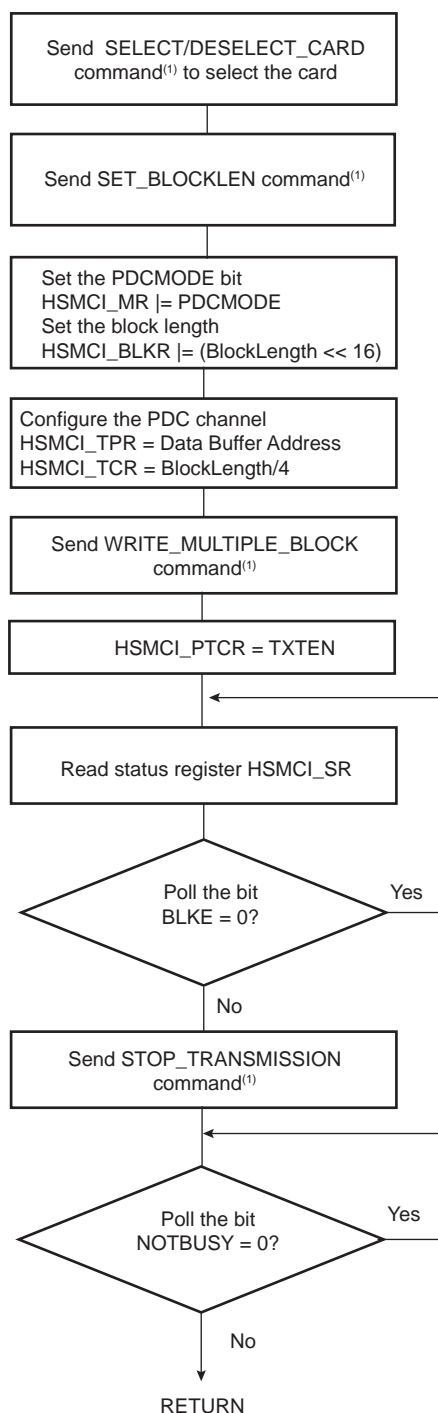 Send SELECT/DESELECT_CARD
command(1) to select the card
Send SET_BLOCKLEN command(1)
Set the PDCMODE bit
HSMCI_MR |= PDCMODE
Set the block length
HSMCI_BLKR |= (BlockLength << 16)
Configure the PDC channel
HSMCI_TPR = Data Buffer Address
HSMCI_TCR = BlockLength/4
Send WRITE_MULTIPLE_BLOCK
command(1)
HSMCI_PTCR = TXTEN
Read status register HSMCI_SR
Poll the bit
BLKE = 0?
Yes
No
Send STOP_TRANSMISSION
command(1)
Poll the bit
NOTBUSY = 0?
Yes
No
RETURN